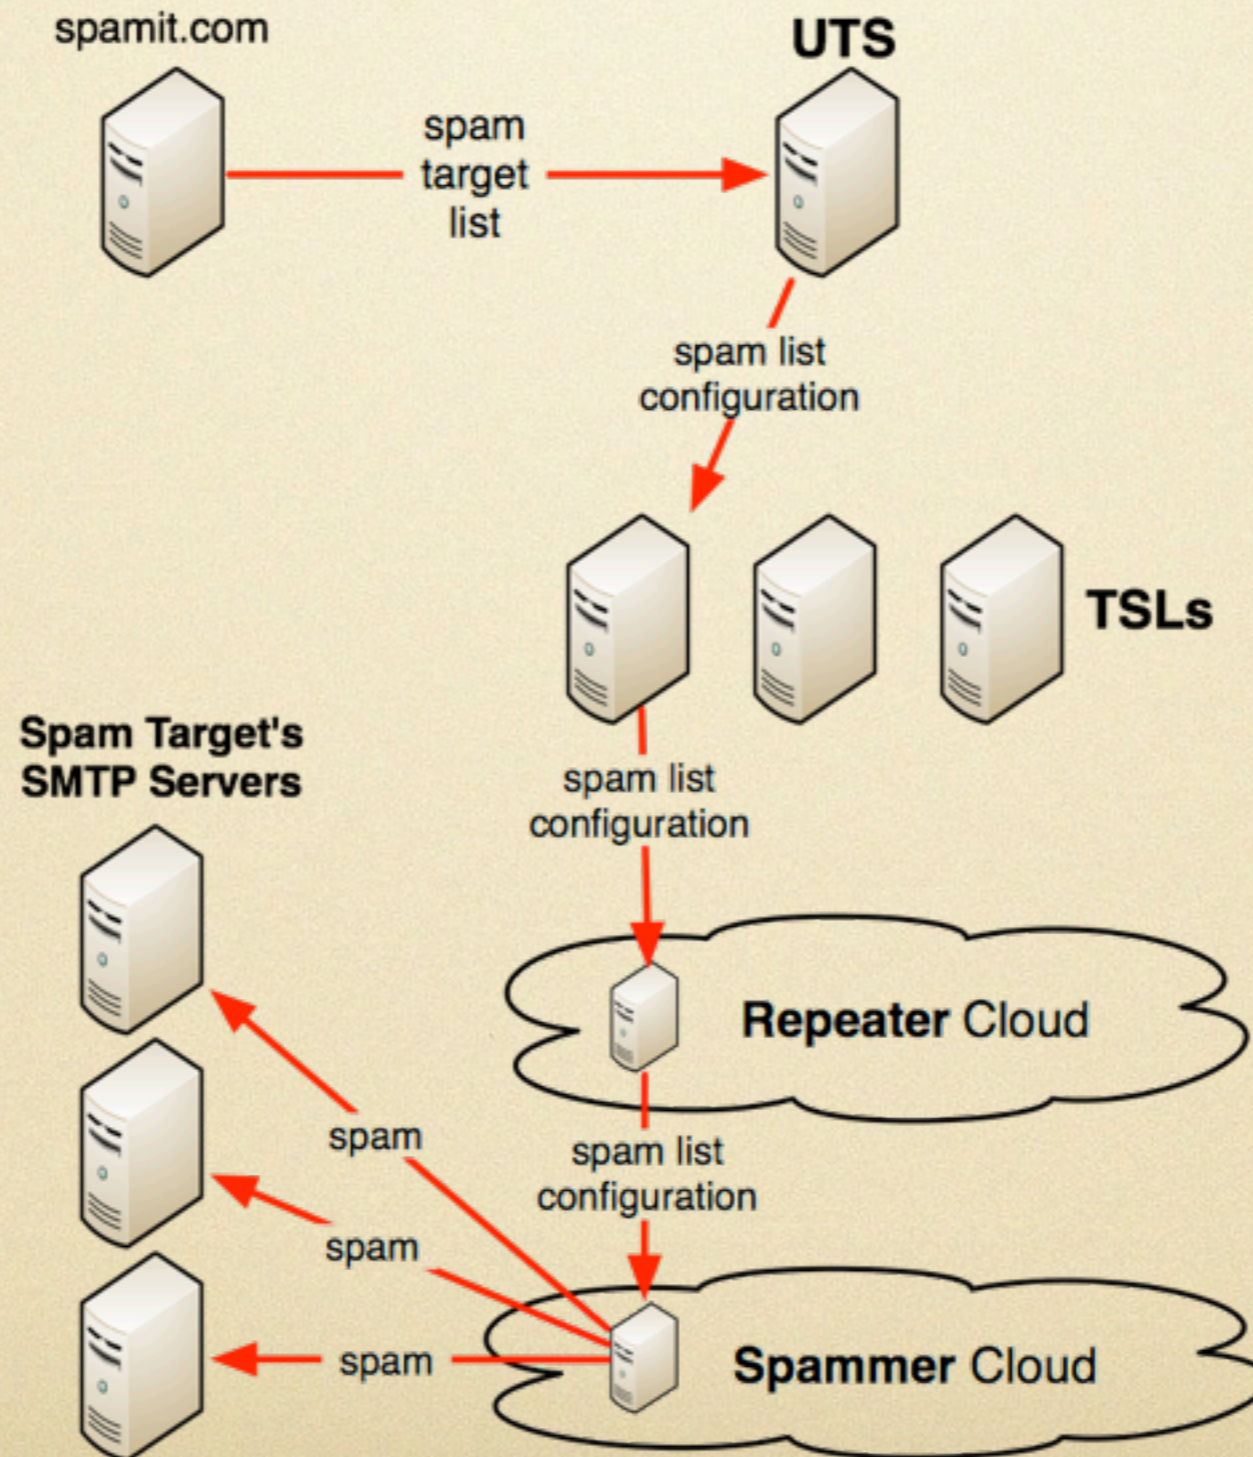 spamit.com
UTS
spam
target
list
spam list
configuration
TSLs
Spam Target's
SMTP Servers
spam list
configuration
Repeater Cloud
spam
spam list
configuration
spam
spam
Spammer Cloud